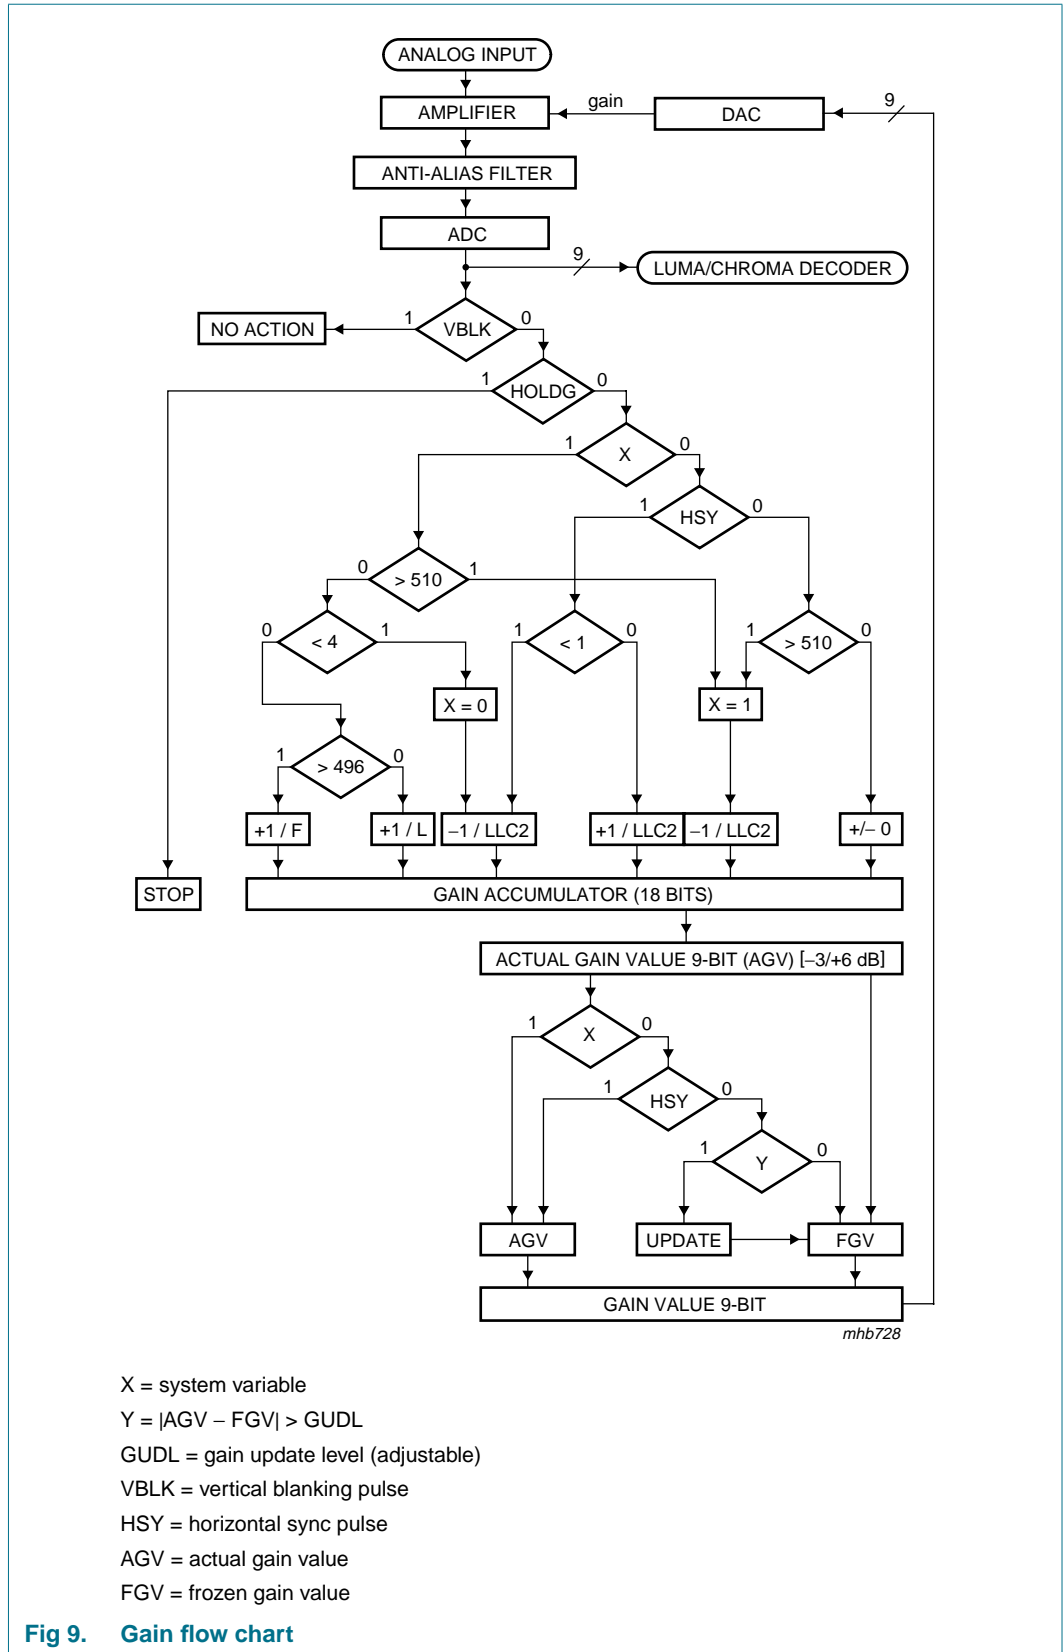 ANALOG INPUT
AMPLIFIER
gain
DAC
9
ANTI-ALIAS FILTER
ADC
9
LUMA/CHROMA DECODER
NO ACTION
1
VBLK
0
1
HOLDG
0
1
X
0
1
HSY
0
0
> 510
1
0
< 4
1
1
< 1
0
1
> 510
0
X = 0
X = 1
1
> 496
0
+1 / F
+1 / L
−1 / LLC2
+1 / LLC2
−1 / LLC2
+/− 0
STOP
GAIN ACCUMULATOR (18 BITS)
ACTUAL GAIN VALUE 9-BIT (AGV) [−3/+6 dB]
1
X
0
1
HSY
0
1
Y
0
AGV
UPDATE
FGV
GAIN VALUE 9-BIT
mhb728
X = system variable
Y = |AGV − FGV| > GUDL
GUDL = gain update level (adjustable)
VBLK = vertical blanking pulse
HSY = horizontal sync pulse
AGV = actual gain value
FGV = frozen gain value
Fig 9. Gain flow chart